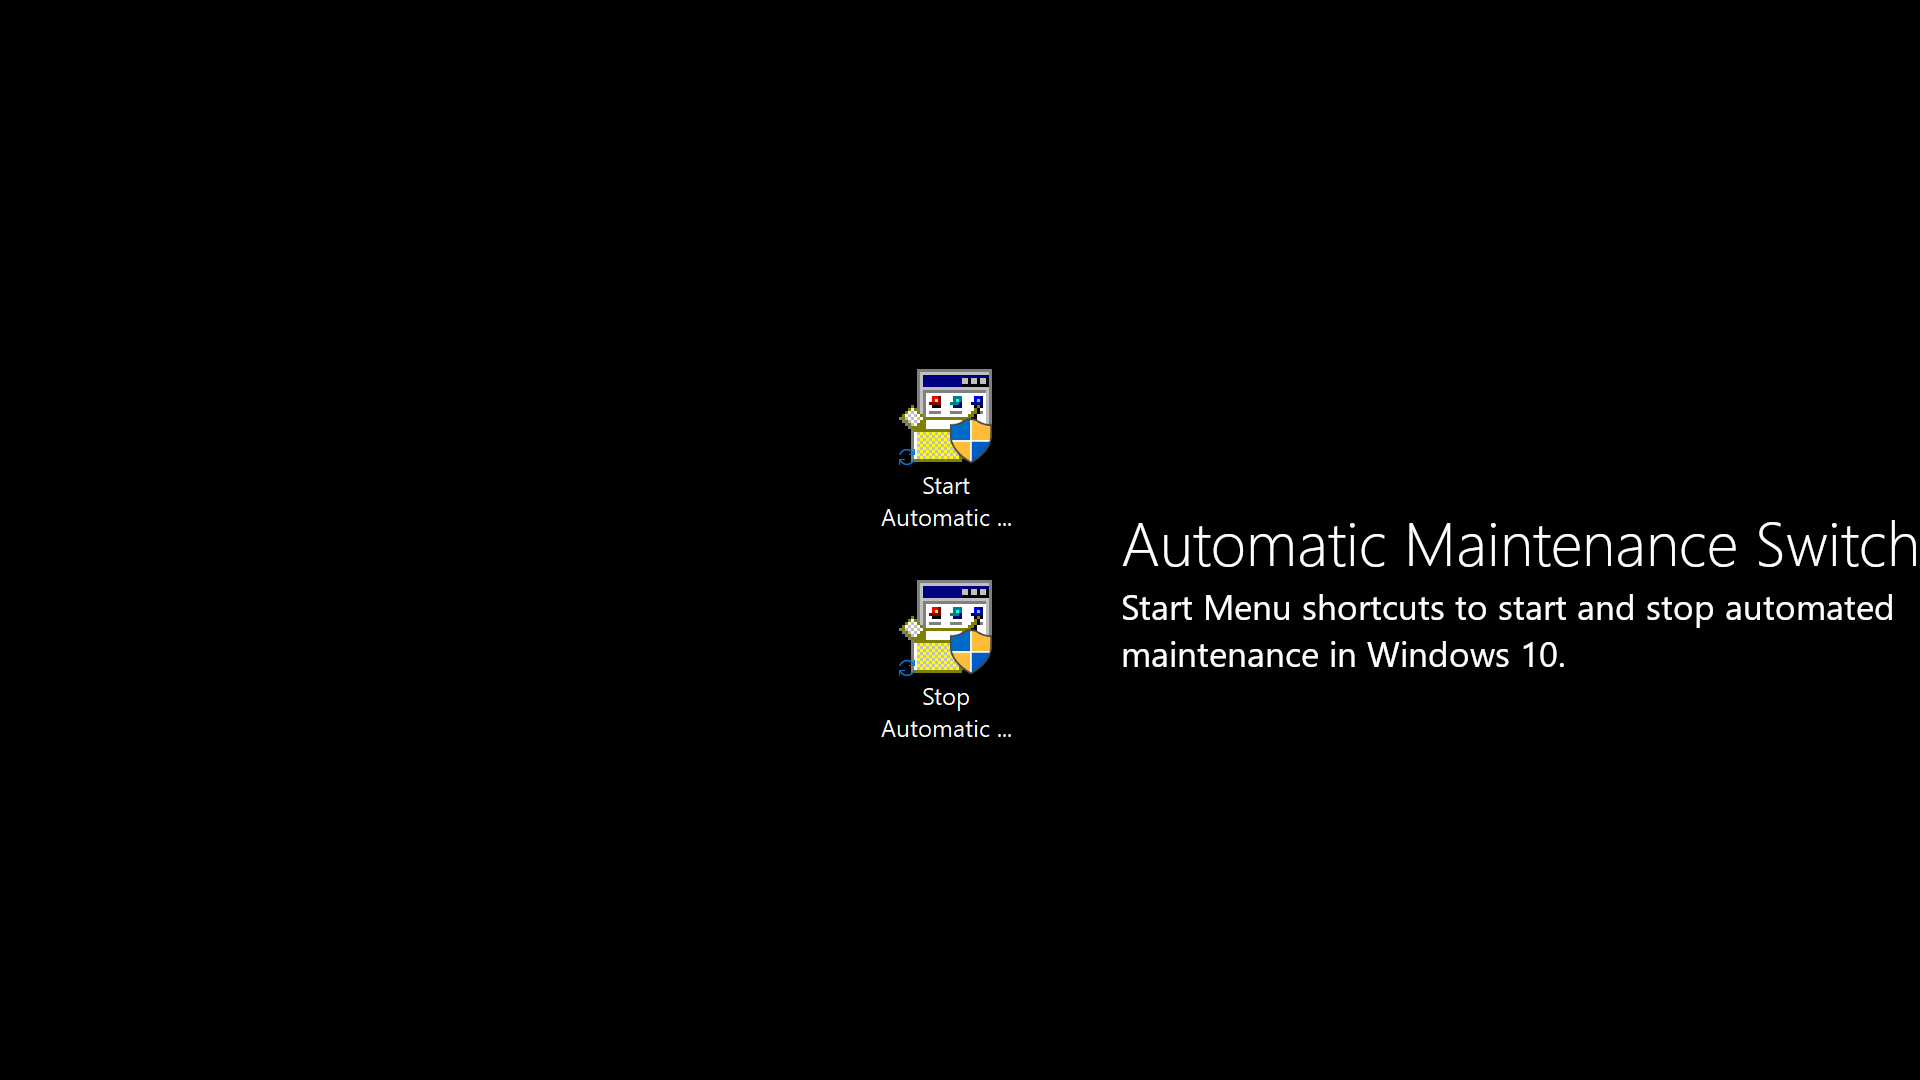 Start
Automatic ...
Stop
Automatic ...
Automatic Maintenance Switch
Start Menu shortcuts to start and stop automated
maintenance in Windows 10.